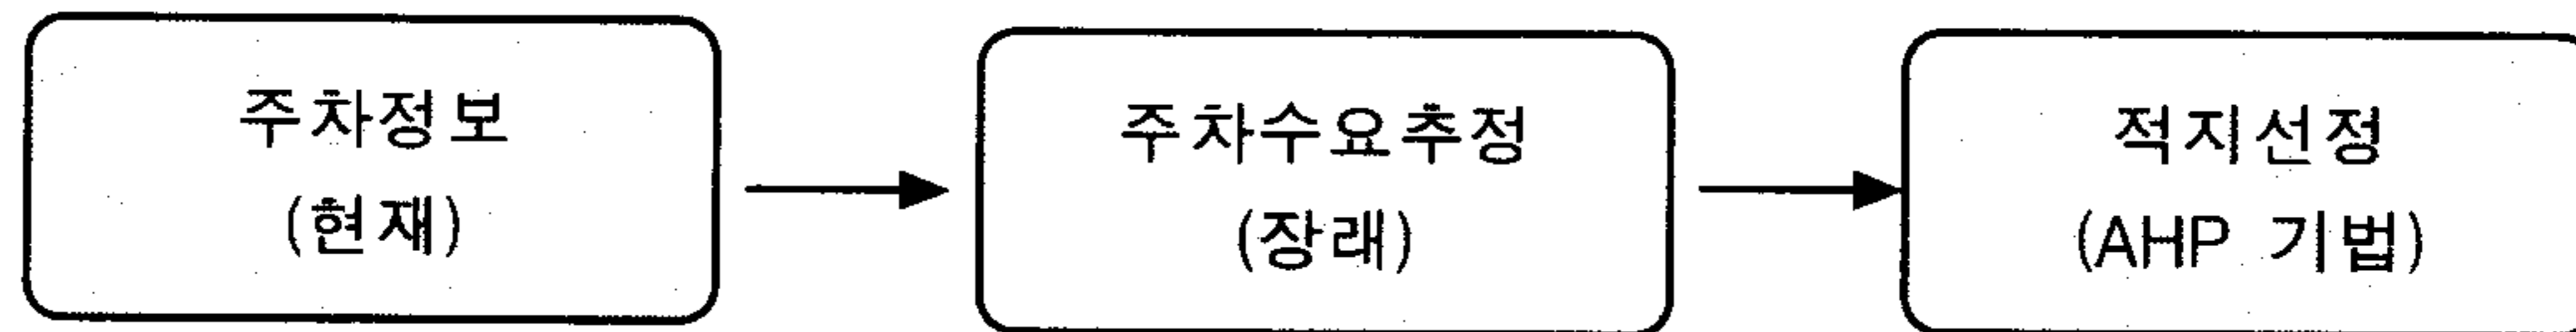 주차정보
(현재)
주차수요추정
(장래)
적지선정
(AHP 기법)